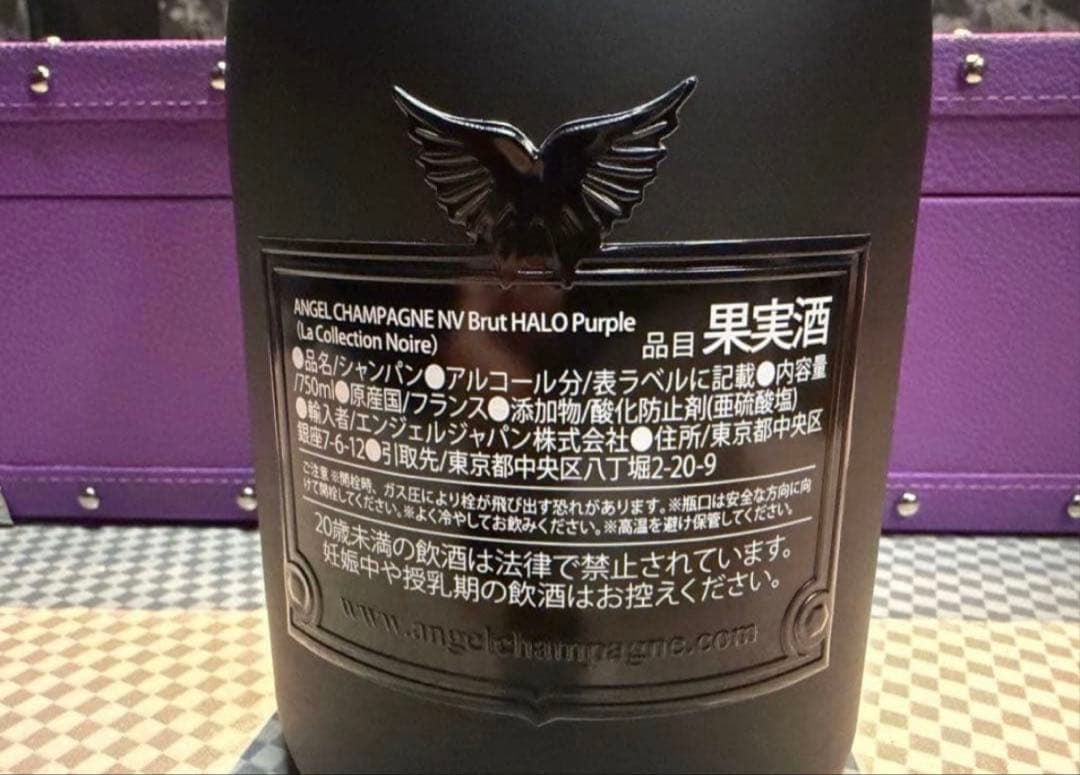 ANGEL CHAMPAGNE NV Brut HALO Purple
(La Collection Noire)
品目 果実酒
●品名/シャンパン●アルコール分/表ラベルに記載●内容量
/750ml●原産国/フランス●添加物/酸化防止剤(亜硫酸塩)
●輸入者/エンジェルジャパン株式会社●住所/東京都中央区
銀座7-6-12●引取先/東京都中央区八丁堀2-20-9
ご注意 ※開栓時、ガス圧により栓が飛び出す恐れがあります。※瓶口は安全な方向に向
けて開栓してください。※よく冷やしてお飲みください。※高温を避け保管してください。
20歳未満の飲酒は法律で禁止されています。
妊娠中や授乳期の飲酒はお控えください。
www.angelchampagne.com